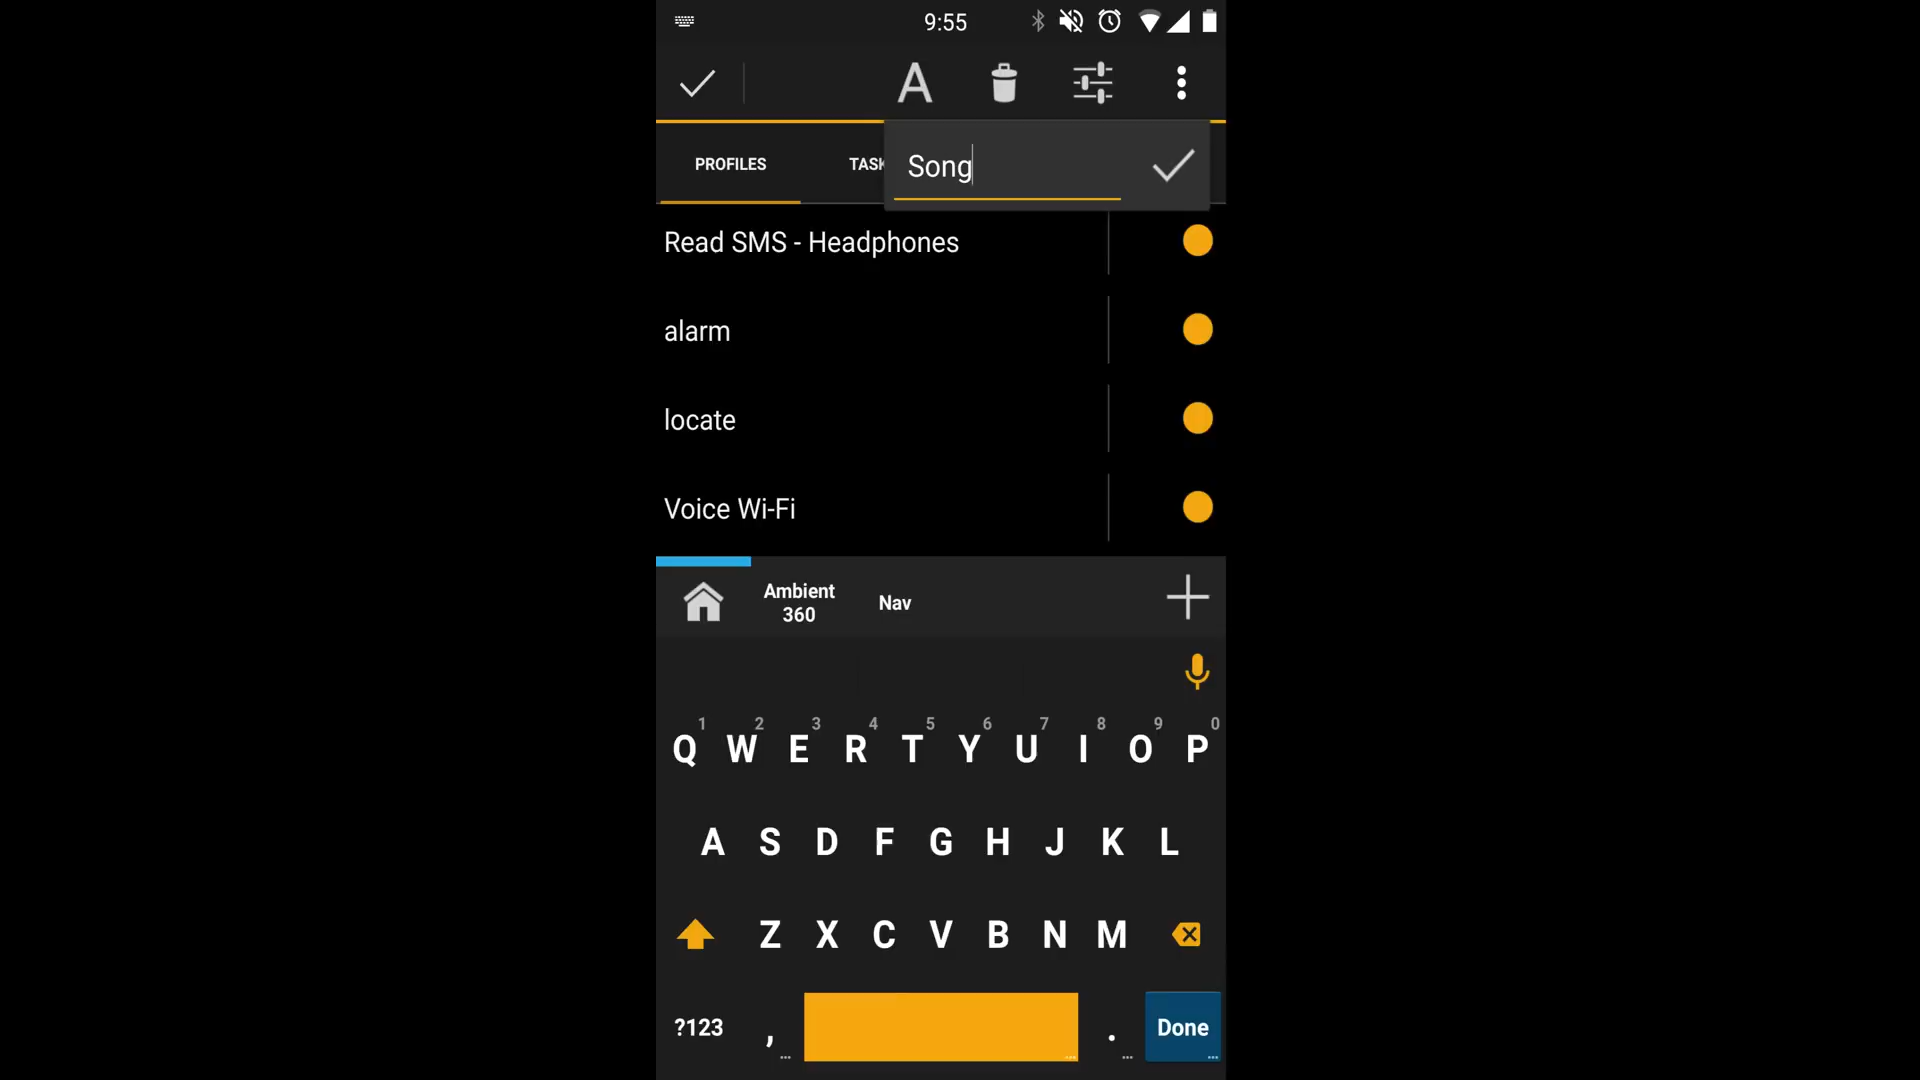 9:55
A
PROFILES
TASK
Song
Read SMS - Headphones
alarm
locate
Voice Wi-Fi
Ambient
360
Nav
1 2 3 4 5 6 7 8 9 0
Q W E R T Y U I O P
A S D F G H J K L
Z X C V B N M
?123 , . Done